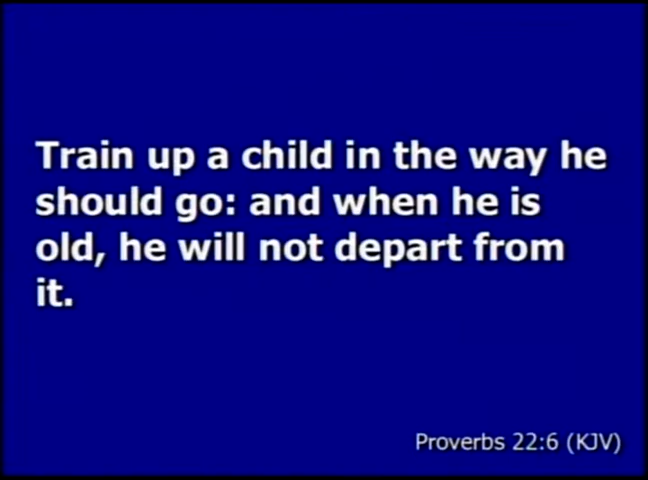 Train up a child in the way he
should go: and when he is
old, he will not depart from
it.
Proverbs 22:6 (KJV)